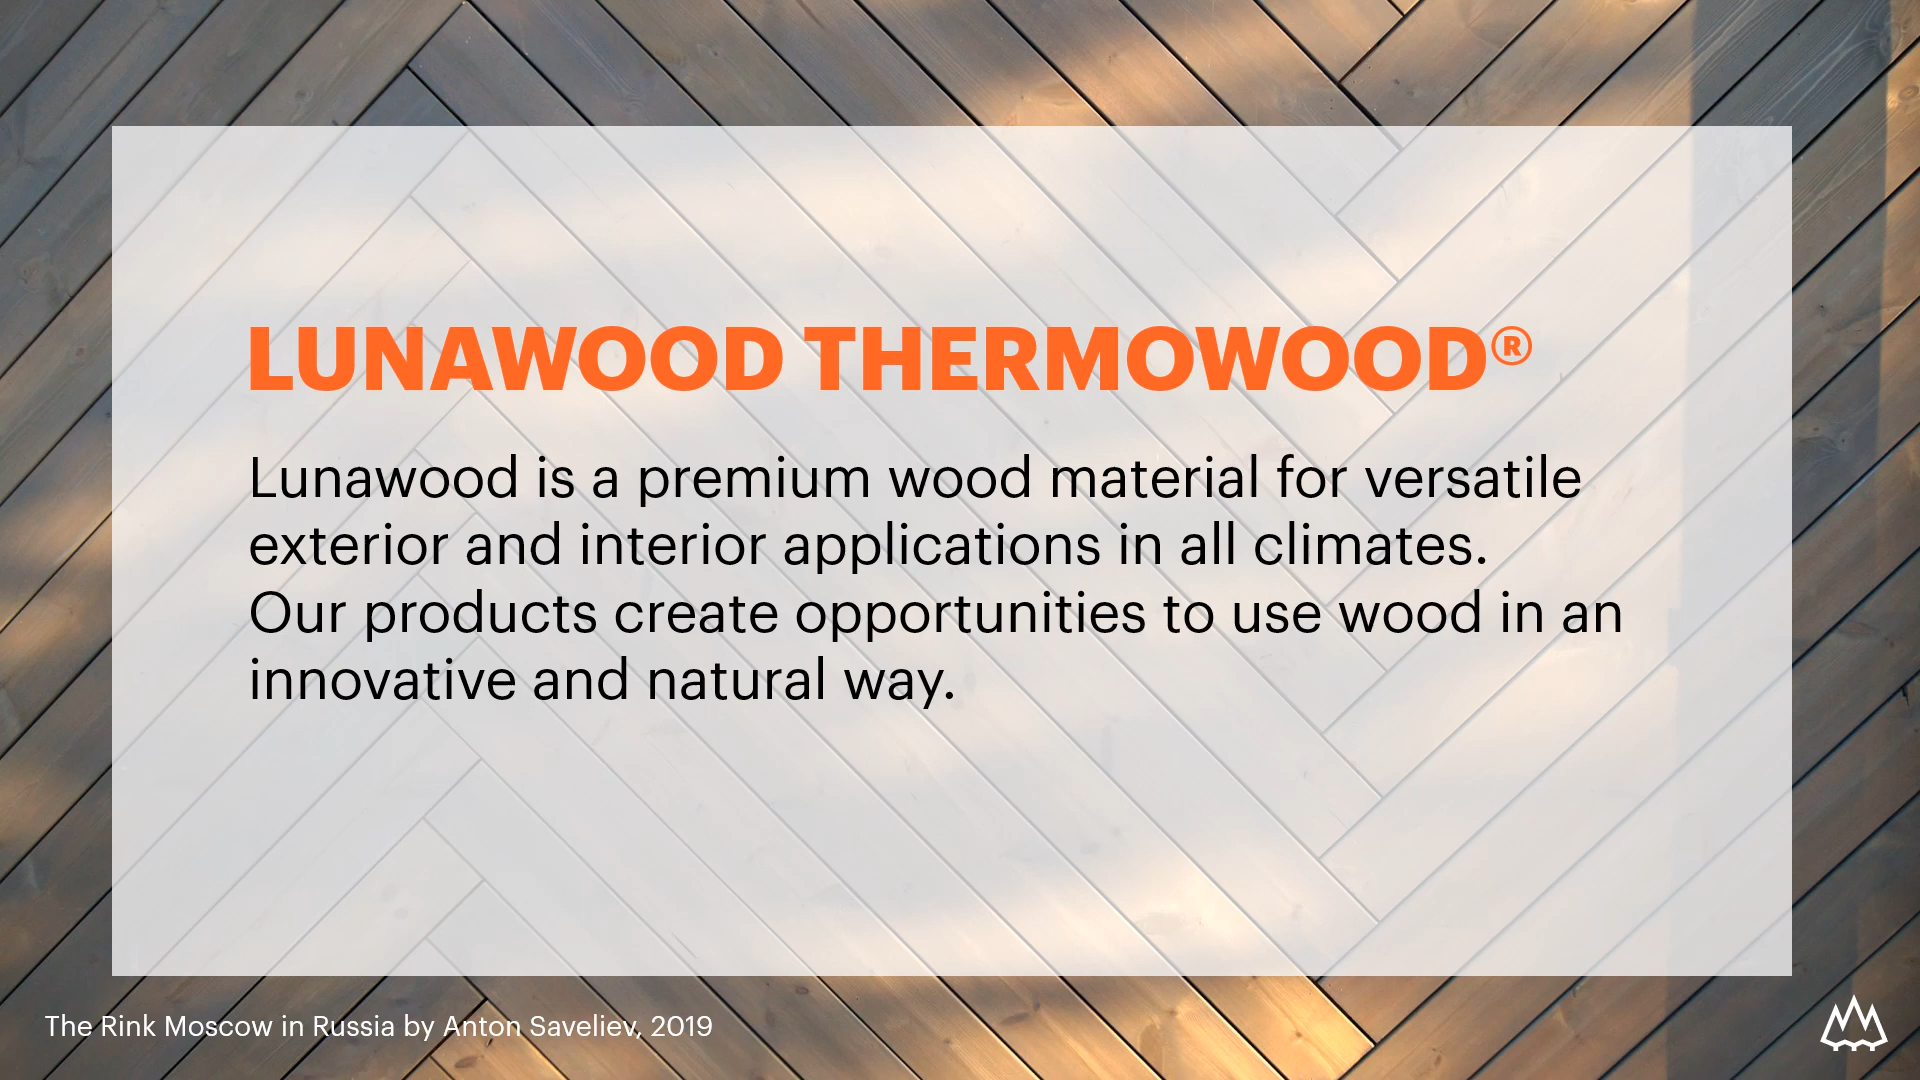 LUNAWOOD THERMOWOOD®
Lunawood is a premium wood material for versatile
exterior and interior applications in all climates.
Our products create opportunities to use wood in an
innovative and natural way.
The Rink Moscow in Russia by Anton Saveliev, 2019